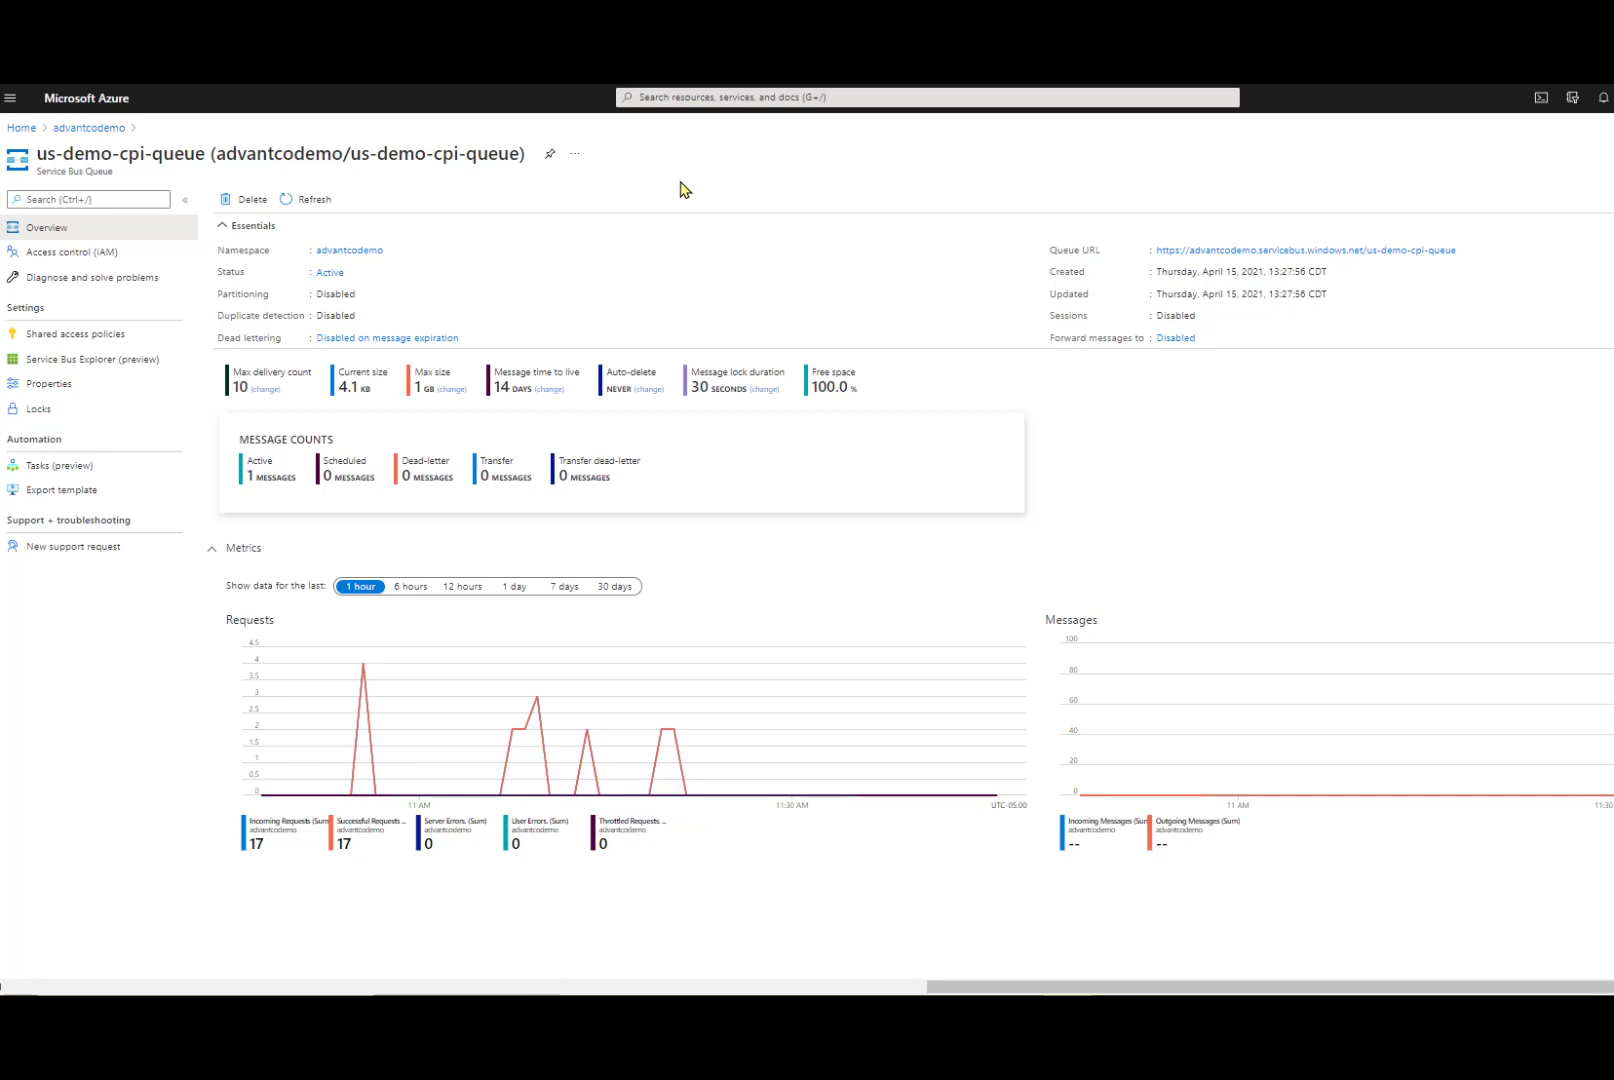 Microsoft Azure
Search resources, services, and docs (G+/)
Home > advantcodemo >
us-demo-cpi-queue (advantcodemo/us-demo-cpi-queue) ...
Service Bus Queue
Search (Ctrl+/) «
Overview
Access control (IAM)
Diagnose and solve problems
Settings
Shared access policies
Service Bus Explorer (preview)
Properties
Locks
Automation
Tasks (preview)
Export template
Support + troubleshooting
New support request
Delete Refresh
Essentials
Namespace : advantcodemo
Status : Active
Partitioning : Disabled
Duplicate detection : Disabled
Dead lettering : Disabled on message expiration
Queue URL : https://advantcodemo.servicebus.windows.net/us-demo-cpi-queue
Created : Thursday, April 15, 2021, 13:27:56 CDT
Updated : Thursday, April 15, 2021, 13:27:56 CDT
Sessions : Disabled
Forward messages to : Disabled
Max delivery count
10 (change)
Current size
4.1 KB
Max size
1 GB (change)
Message time to live
14 DAYS (change)
Auto-delete
NEVER (change)
Message lock duration
30 SECONDS (change)
Free space
100.0 %
MESSAGE COUNTS
Active
1 MESSAGES
Scheduled
0 MESSAGES
Dead-letter
0 MESSAGES
Transfer
0 MESSAGES
Transfer dead-letter
0 MESSAGES
Metrics
Show data for the last: 1 hour 6 hours 12 hours 1 day 7 days 30 days
Requests
4.5
4
3.5
3
2.5
2
1.5
1
0.5
0
11 AM 11:30 AM UTC-05:00
Incoming Requests (Sum
advantcodemo
17
Successful Requests ...
advantcodemo
17
Server Errors. (Sum)
advantcodemo
0
User Errors. (Sum)
advantcodemo
0
Throttled Requests. ...
advantcodemo
0
Messages
100
80
60
40
20
0
11 AM 11:30
Incoming Messages (Sum
advantcodemo
--
Outgoing Messages (Sum)
advantcodemo
--